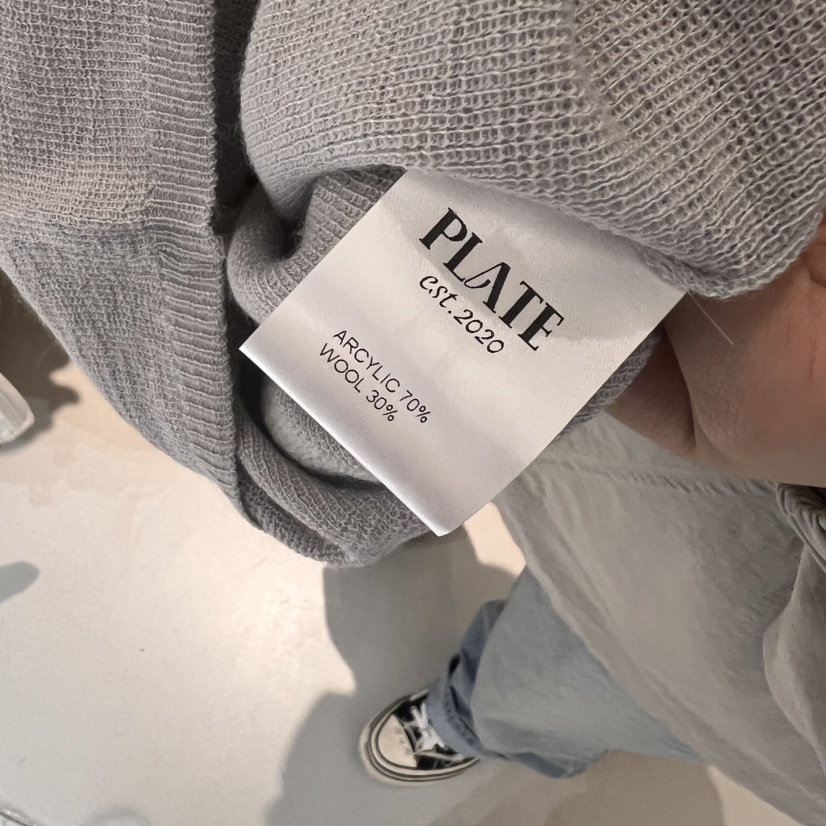 PLATE
est.2020
ARCYLIC 70%
WOOL 30%